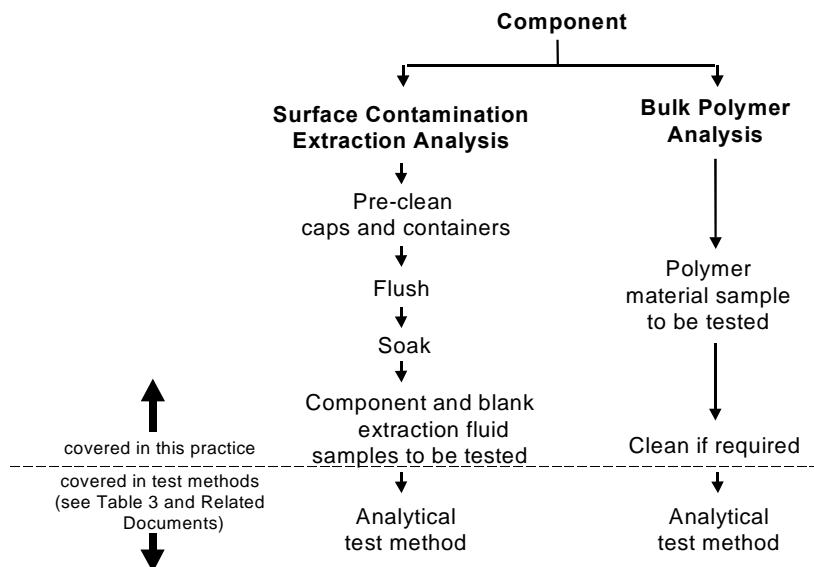 Component
Surface Contamination
Extraction Analysis
Bulk Polymer
Analysis
Pre-clean
caps and containers
Flush
Soak
Component and blank
extraction fluid
samples to be tested
Polymer
material sample
to be tested
Clean if required
covered in this practice
covered in test methods
(see Table 3 and Related
Documents)
Analytical
test method
Analytical
test method